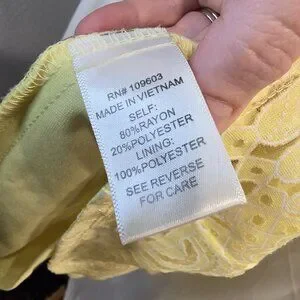 RN# 109603
MADE IN VIETNAM
SELF:
80%RAYON
20%POLYESTER
LINING:
100%POLYESTER
SEE REVERSE
FOR CARE